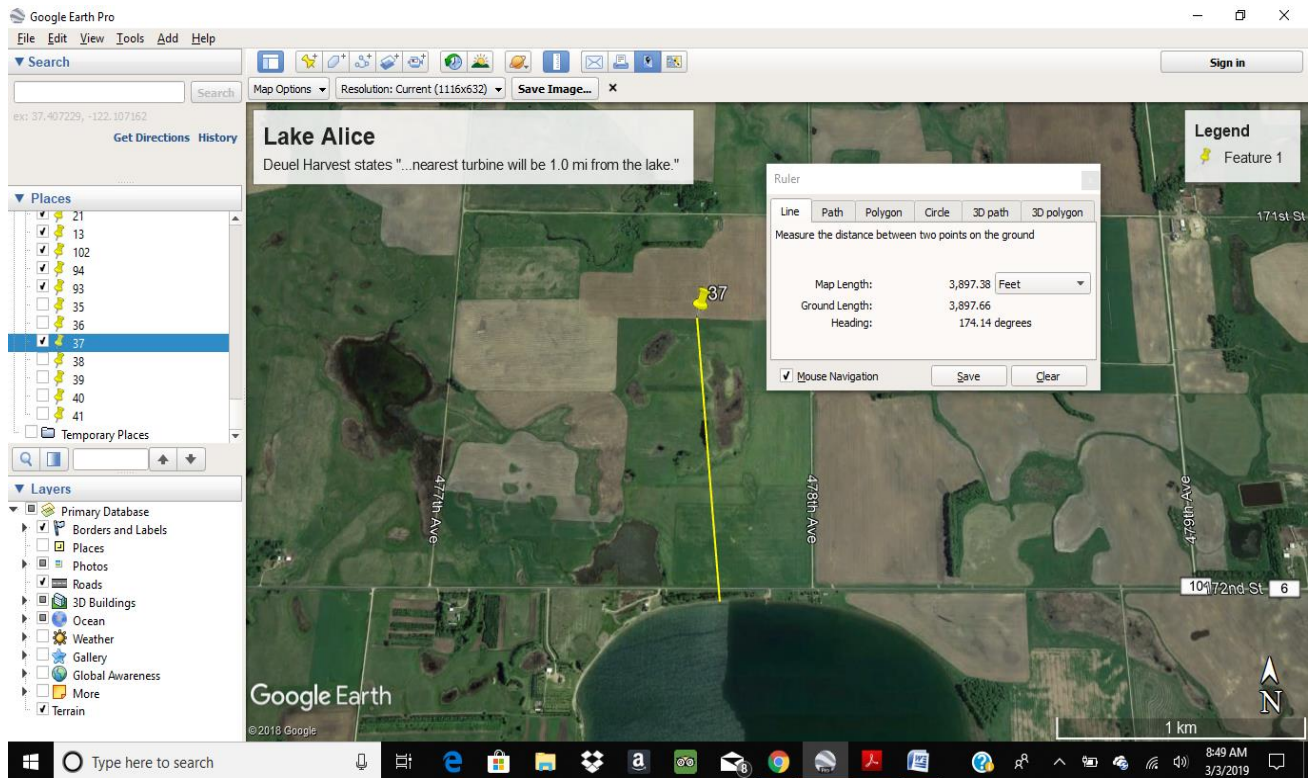 Google Earth Pro
File Edit View Tools Add Help
Search
Search
ex: 37.407229, -122.107162
Get Directions History
Places
21
13
102
94
93
35
36
37
38
39
40
41
Temporary Places
Layers
Primary Database
Borders and Labels
Places
Photos
Roads
3D Buildings
Ocean
Weather
Gallery
Global Awareness
More
Terrain
Sign in
Map Options Resolution: Current (1116x632) Save Image...
Lake Alice
Deuel Harvest states "...nearest turbine will be 1.0 mi from the lake."
Legend
Feature 1
Ruler
Line Path Polygon Circle 3D path 3D polygon
Measure the distance between two points on the ground
Map Length: 3,897.38 Feet
Ground Length: 3,897.66
Heading: 174.14 degrees
Mouse Navigation Save Clear
171st St
37
477th Ave
478th Ave
479th Ave
172nd St 6
N
Google Earth
©2018 Google
1 km
Type here to search
a
8
8:49 AM
3/3/2019